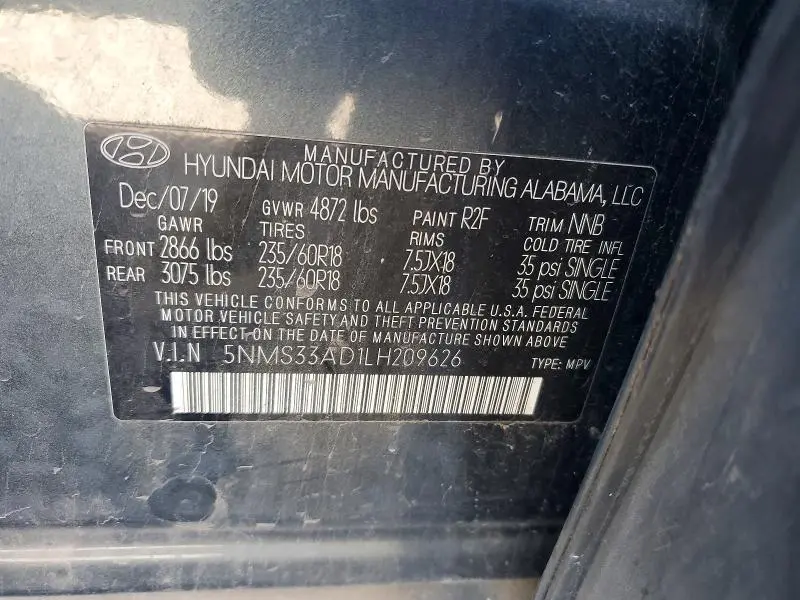 MANUFACTURED BY
HYUNDAI MOTOR MANUFACTURING ALABAMA, LLC
Dec/07/19 GVWR 4872 lbs PAINT R2F TRIM NNB
GAWR TIRES RIMS COLD TIRE INFL
FRONT 2866 lbs 235/60R18 7.5JX18 35 psi SINGLE
REAR 3075 lbs 235/60R18 7.5JX18 35 psi SINGLE
THIS VEHICLE CONFORMS TO ALL APPLICABLE U.S.A. FEDERAL
MOTOR VEHICLE SAFETY AND THEFT PREVENTION STANDARDS
IN EFFECT ON THE DATE OF MANUFACTURE SHOWN ABOVE
V.I.N 5NMS33AD1LH209626 TYPE: MPV